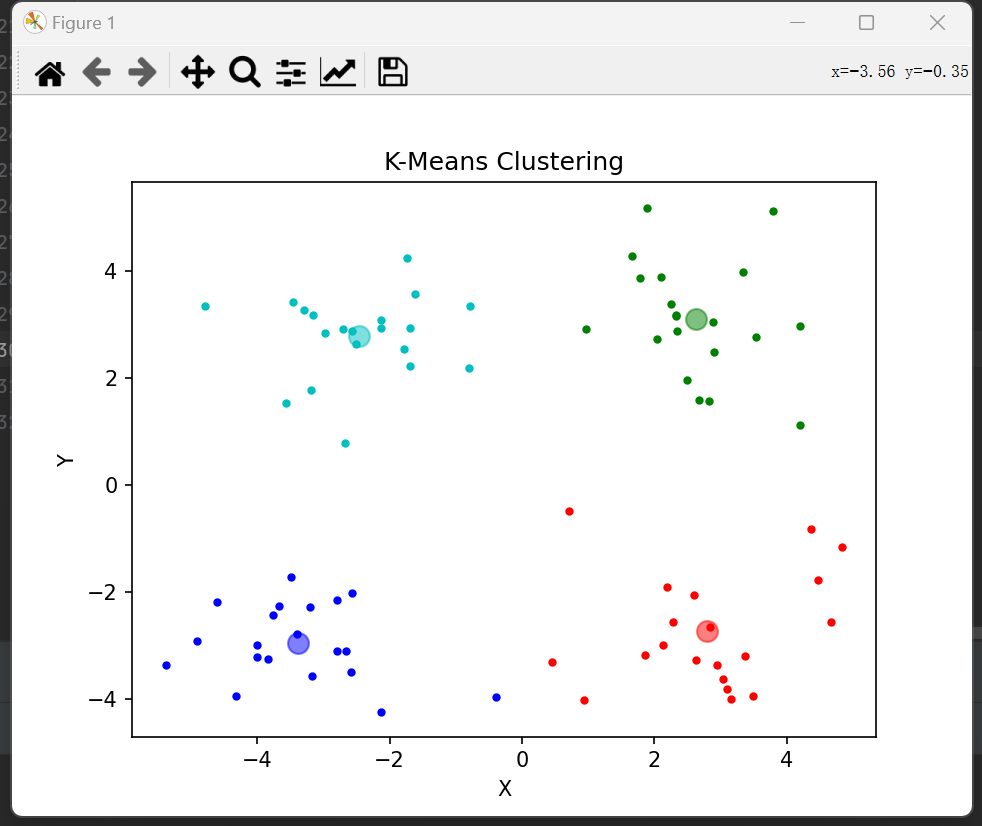 Figure 1
x=−3.56 y=−0.35
K-Means Clustering
4
2
0
−2
−4
Y
−4 −2 0 2 4
X